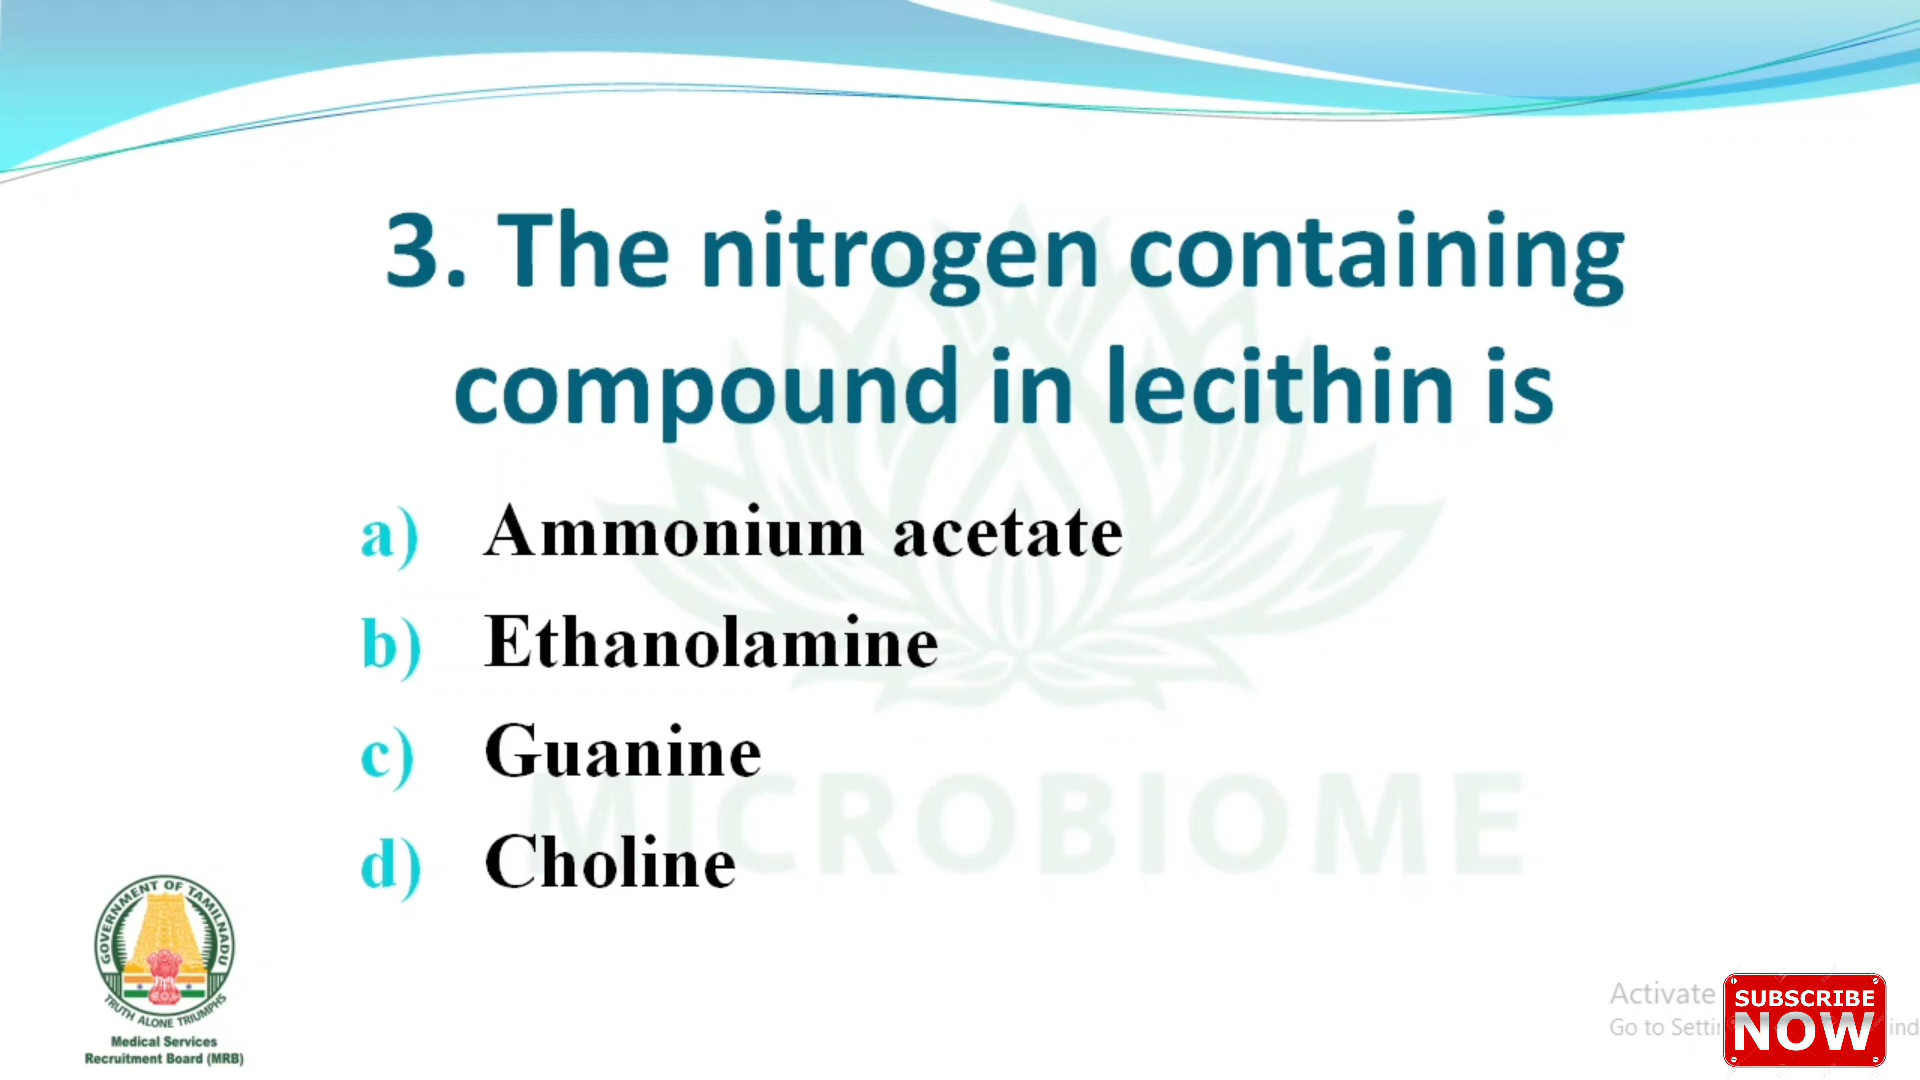 3. The nitrogen containing
compound in lecithin is
a) Ammonium acetate
b) Ethanolamine
c) Guanine
d) Choline
MICROBIOME
GOVERNMENT OF TAMILNADU
TRUTH ALONE TRIUMPHS
Medical Services
Recruitment Board (MRB)
Activate
Go to Setti
ind
SUBSCRIBE
NOW